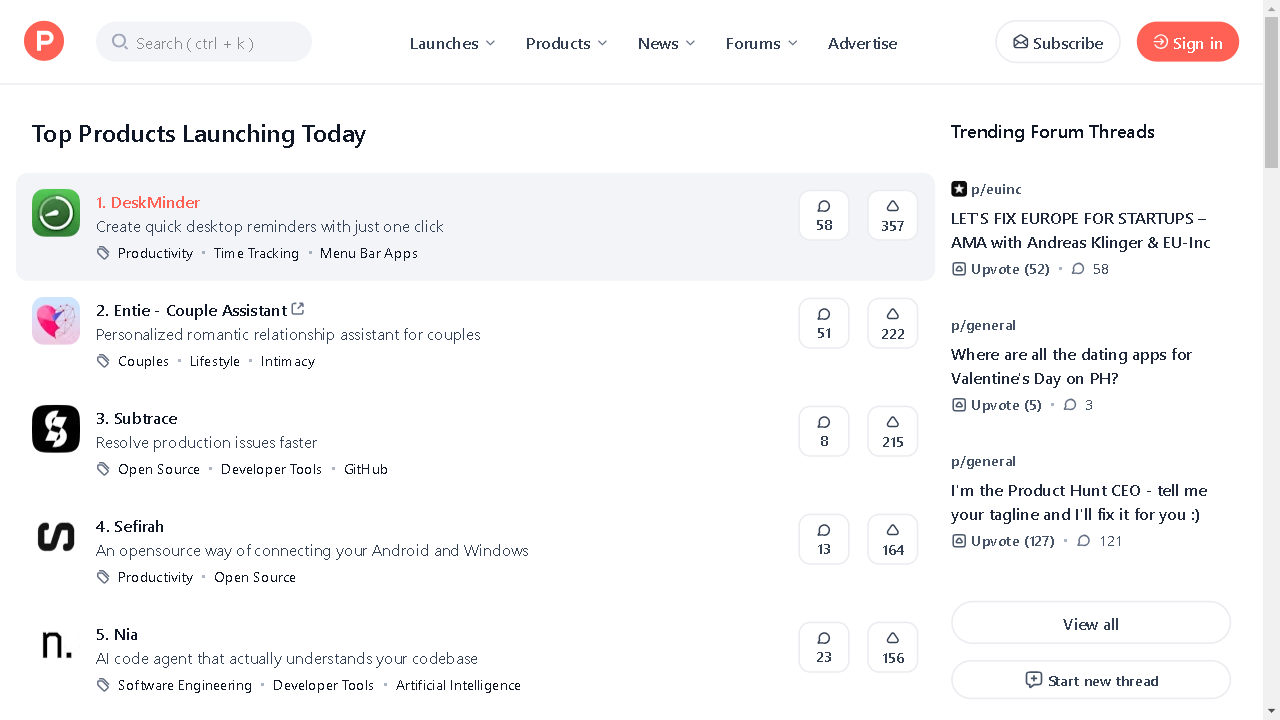 P
Search ( ctrl + k )
Launches
Products
News
Forums
Advertise
Subscribe
Sign in
Top Products Launching Today
1. DeskMinder
Create quick desktop reminders with just one click
Productivity • Time Tracking • Menu Bar Apps
58
357
2. Entie - Couple Assistant
Personalized romantic relationship assistant for couples
Couples • Lifestyle • Intimacy
51
222
3. Subtrace
Resolve production issues faster
Open Source • Developer Tools • GitHub
8
215
4. Sefirah
An opensource way of connecting your Android and Windows
Productivity • Open Source
13
164
n.
5. Nia
AI code agent that actually understands your codebase
Software Engineering • Developer Tools • Artificial Intelligence
23
156
Trending Forum Threads
p/euinc
LET'S FIX EUROPE FOR STARTUPS –
AMA with Andreas Klinger & EU-Inc
Upvote (52) • 58
p/general
Where are all the dating apps for
Valentine's Day on PH?
Upvote (5) • 3
p/general
I'm the Product Hunt CEO - tell me
your tagline and I'll fix it for you :)
Upvote (127) • 121
View all
Start new thread